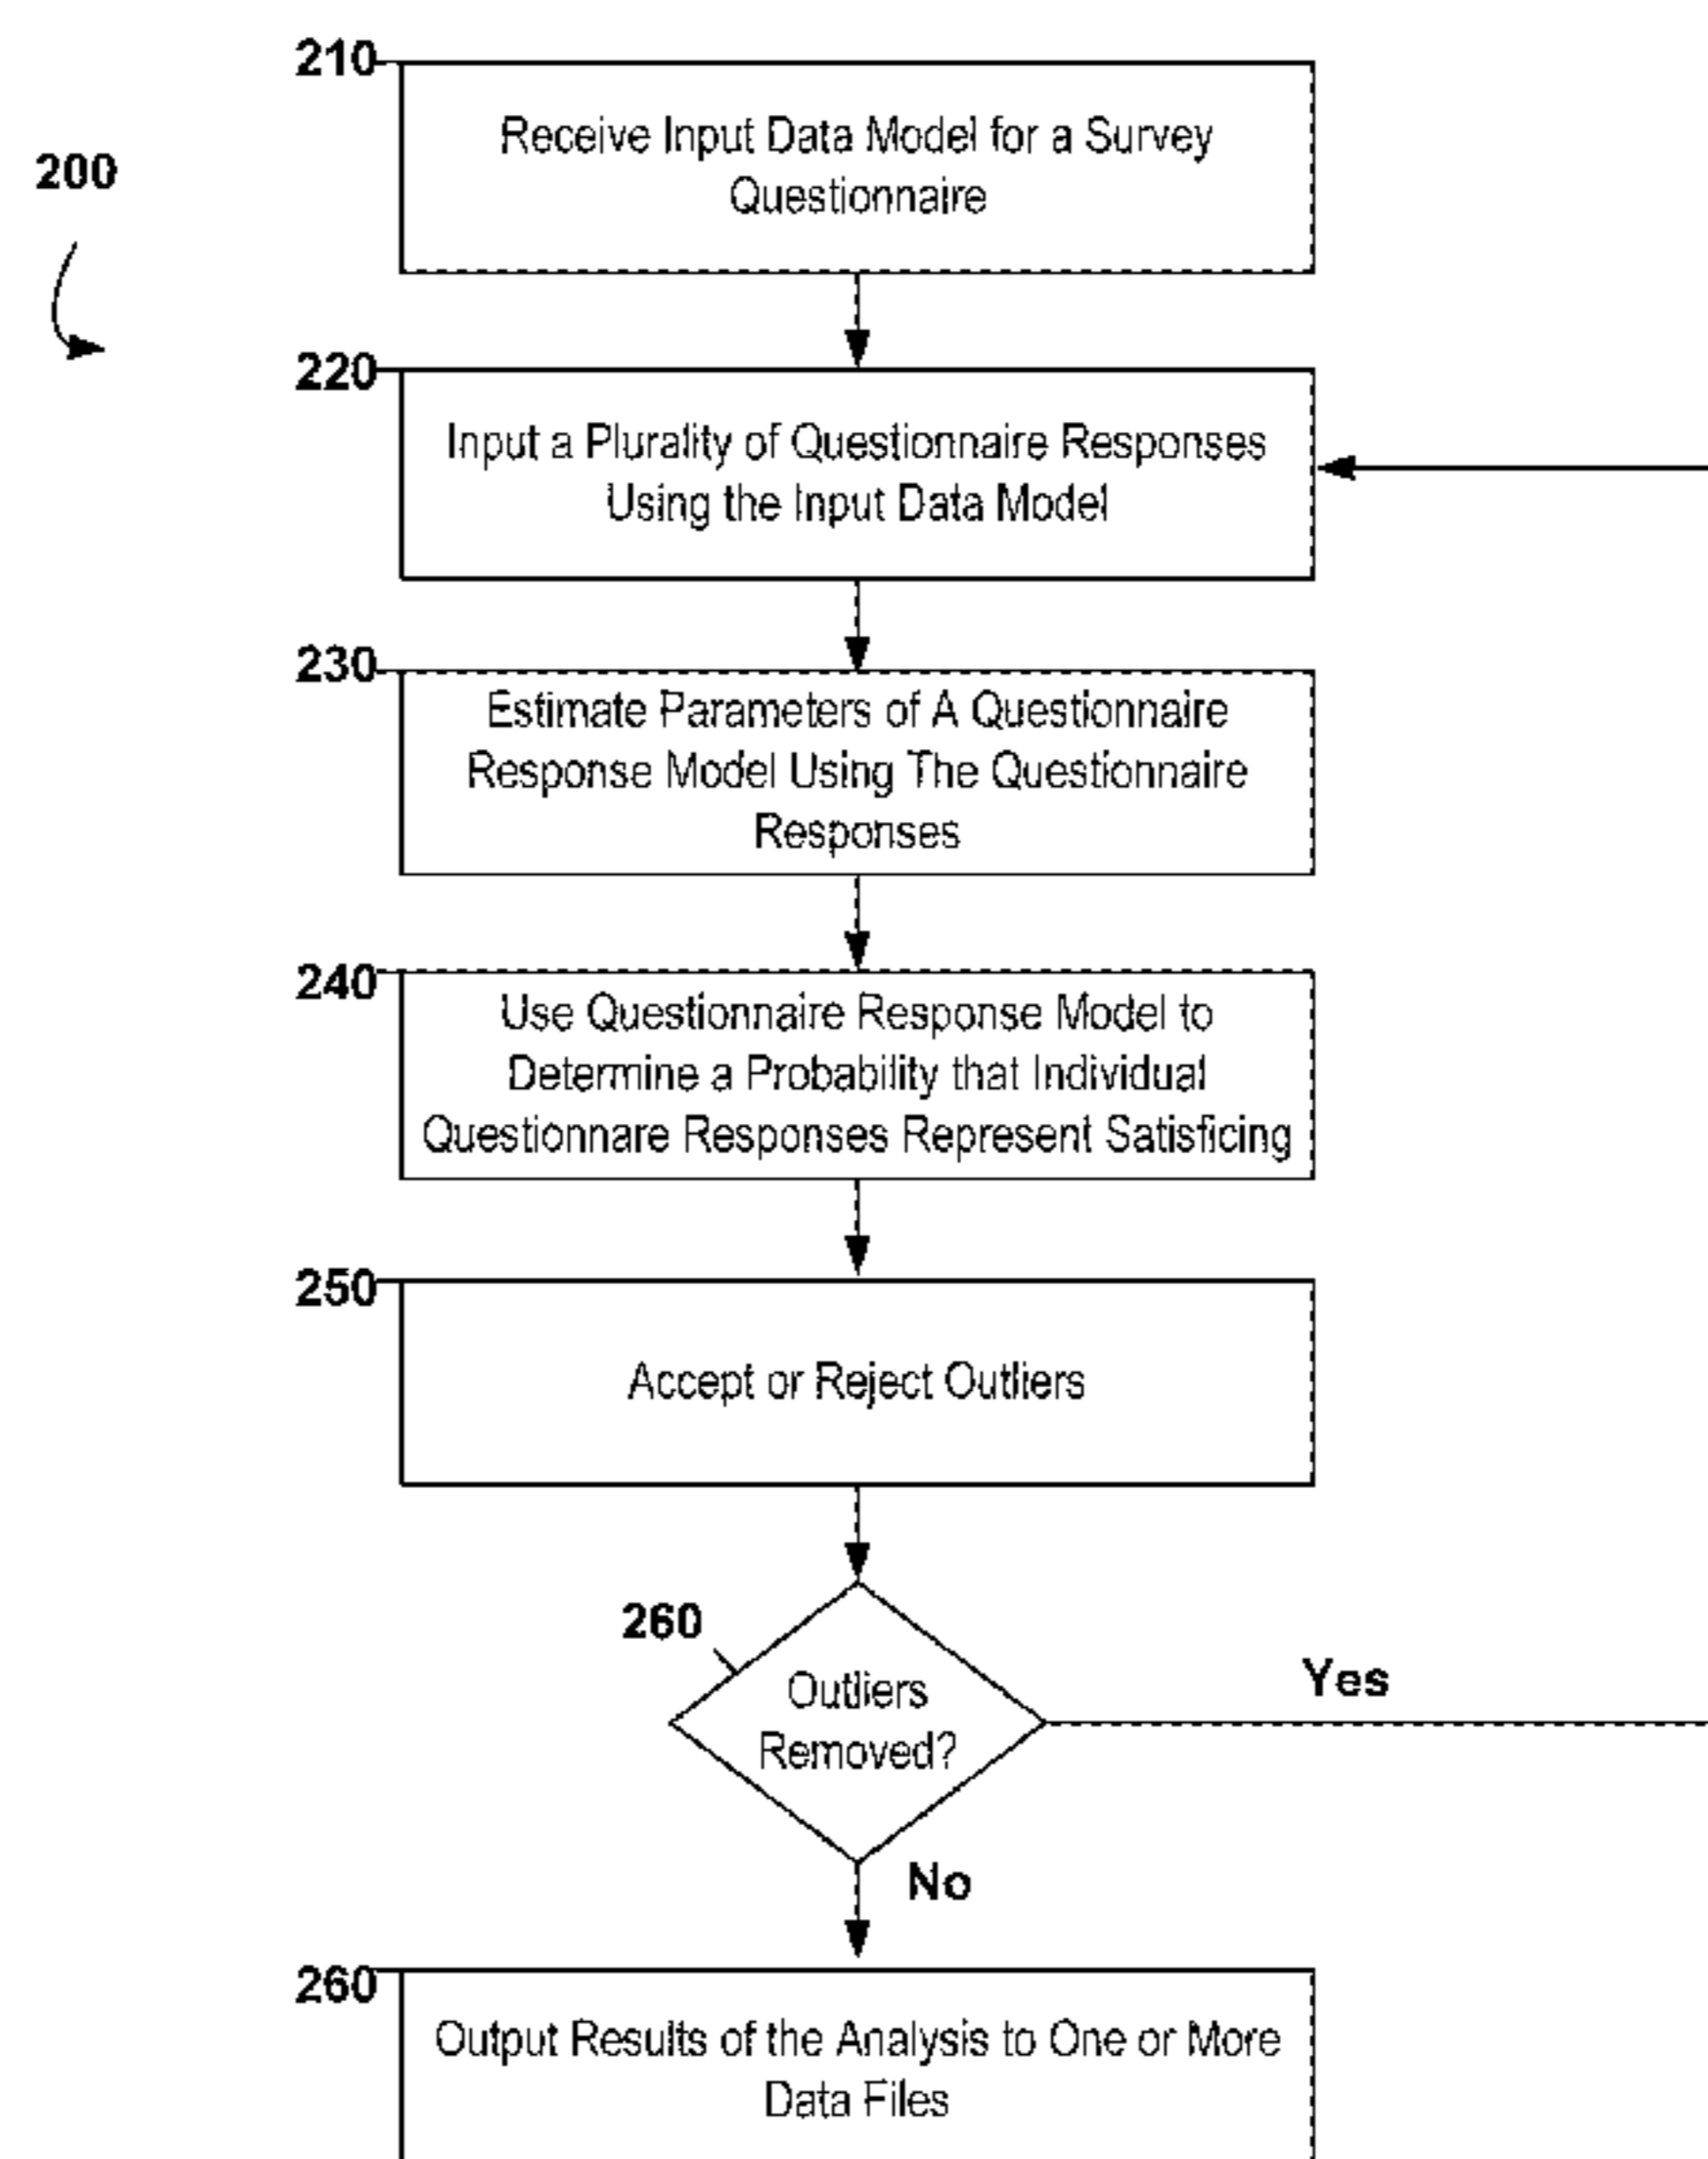 210
Receive Input Data Model for a Survey
Questionnaire
200
220
Input a Plurality of Questionnaire Responses
Using the Input Data Model
230
Estimate Parameters of A Questionnaire
Response Model Using The Questionnaire
Responses
240
Use Questionnaire Response Model to
Determine a Probability that Individual
Questionnare Responses Represent Satisficing
250
Accept or Reject Outliers
260
Outliers
Removed?
Yes
No
260
Output Results of the Analysis to One or More
Data Files